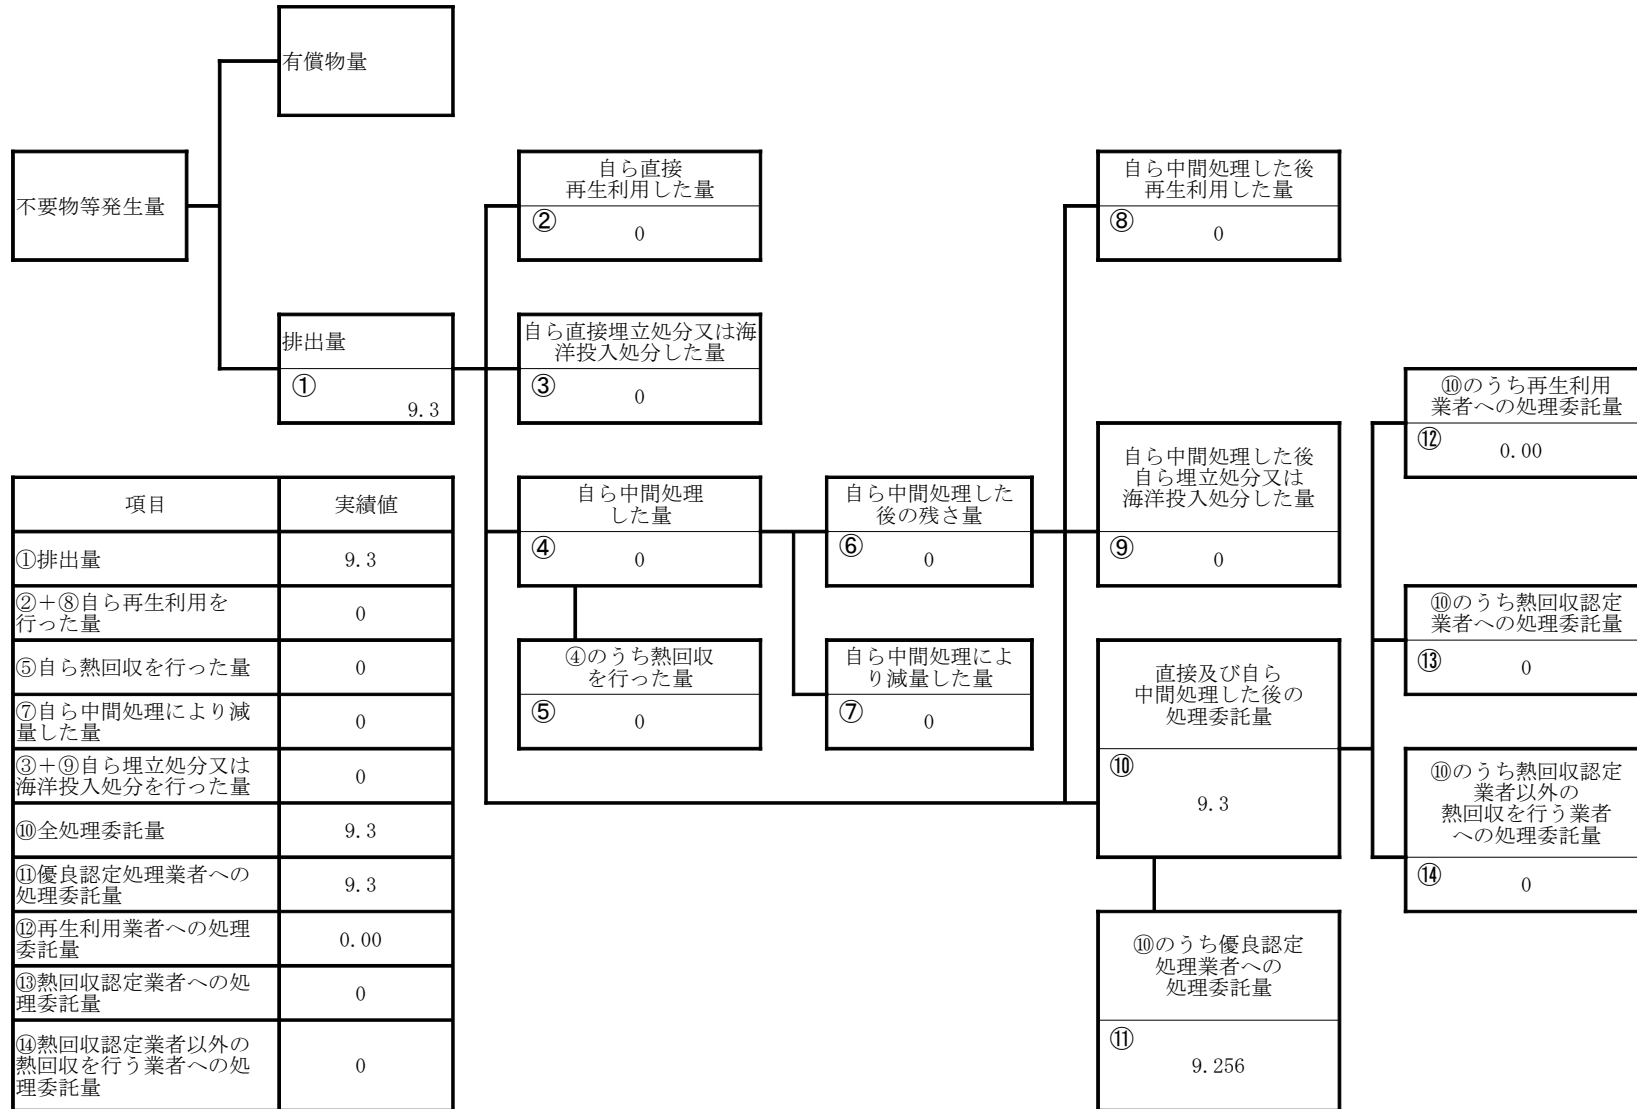 有償物量
不要物等発生量
自ら直接
再生利用した量
②
0
自ら中間処理した後
再生利用した量
⑧
0
排出量
①
9.3
自ら直接埋立処分又は海
洋投入処分した量
③
0
⑩のうち再生利用
業者への処理委託量
⑫
0.00
自ら中間処理
した量
④
0
自ら中間処理した
後の残さ量
⑥
0
自ら中間処理した後
自ら埋立処分又は
海洋投入処分した量
⑨
0
④のうち熱回収
を行った量
⑤
0
自ら中間処理によ
り減量した量
⑦
0
直接及び自ら
中間処理した後の
処理委託量
⑩
9.3
⑩のうち熱回収認定
業者への処理委託量
⑬
0
⑩のうち熱回収認定
業者以外の
熱回収を行う業者
への処理委託量
⑭
0
⑩のうち優良認定
処理業者への
処理委託量
⑪
9.256
項目 実績値
①排出量 9.3
②+⑧自ら再生利用を
行った量 0
⑤自ら熱回収を行った量 0
⑦自ら中間処理により減
量した量 0
③+⑨自ら埋立処分又は
海洋投入処分を行った量 0
⑩全処理委託量 9.3
⑪優良認定処理業者への
処理委託量 9.3
⑫再生利用業者への処理
委託量 0.00
⑬熱回収認定業者への処
理委託量 0
⑭熱回収認定業者以外の
熱回収を行う業者への処
理委託量 0